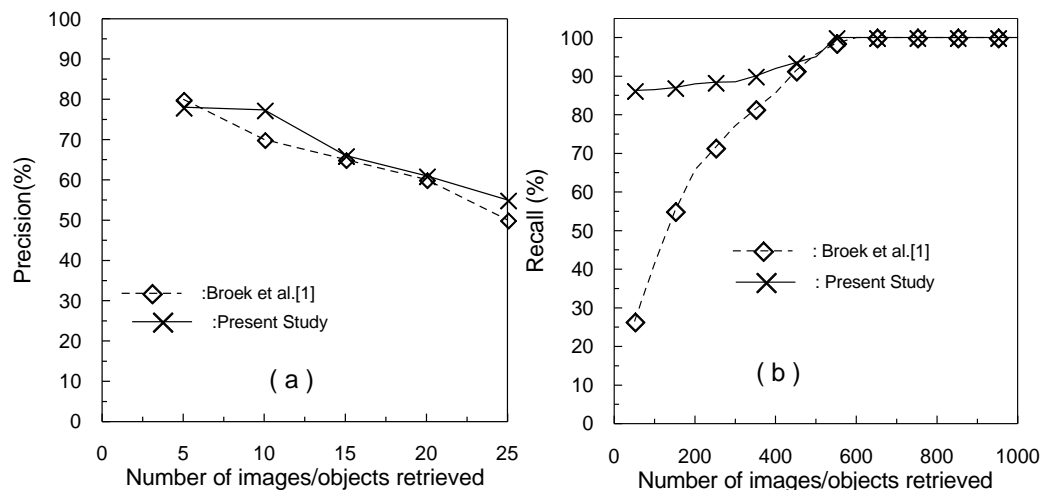 100
90
80
70
60
50
40
30
20
10
0
Precision(%)
:Broek et al.[1]
:Present Study
( a )
0 5 10 15 20 25
Number of images/objects retrieved
100
90
80
70
60
50
40
30
20
10
0
Recall (%)
: Broek et al.[1]
: Present Study
( b )
0 200 400 600 800 1000
Number of images/objects retrieved